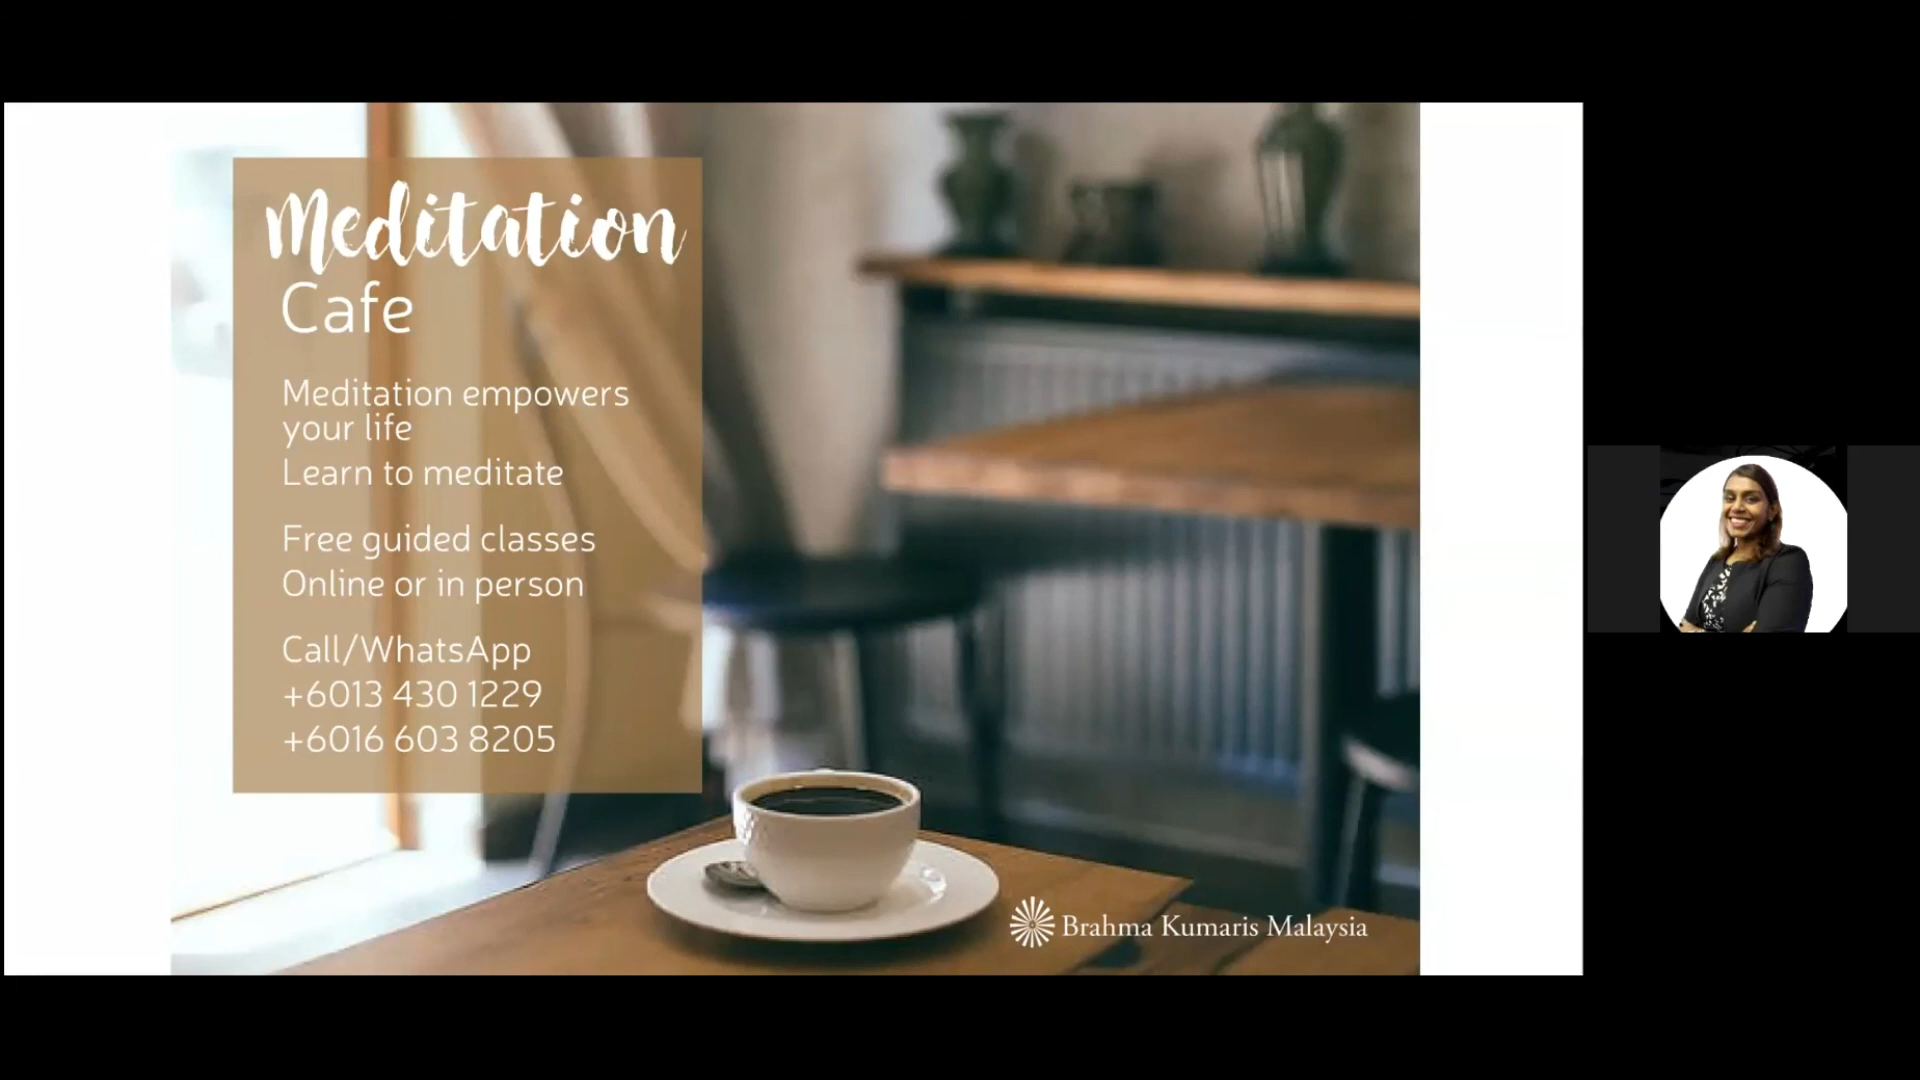 Meditation
Cafe
Meditation empowers
your life
Learn to meditate
Free guided classes
Online or in person
Call/WhatsApp
+6013 430 1229
+6016 603 8205
Brahma Kumaris Malaysia